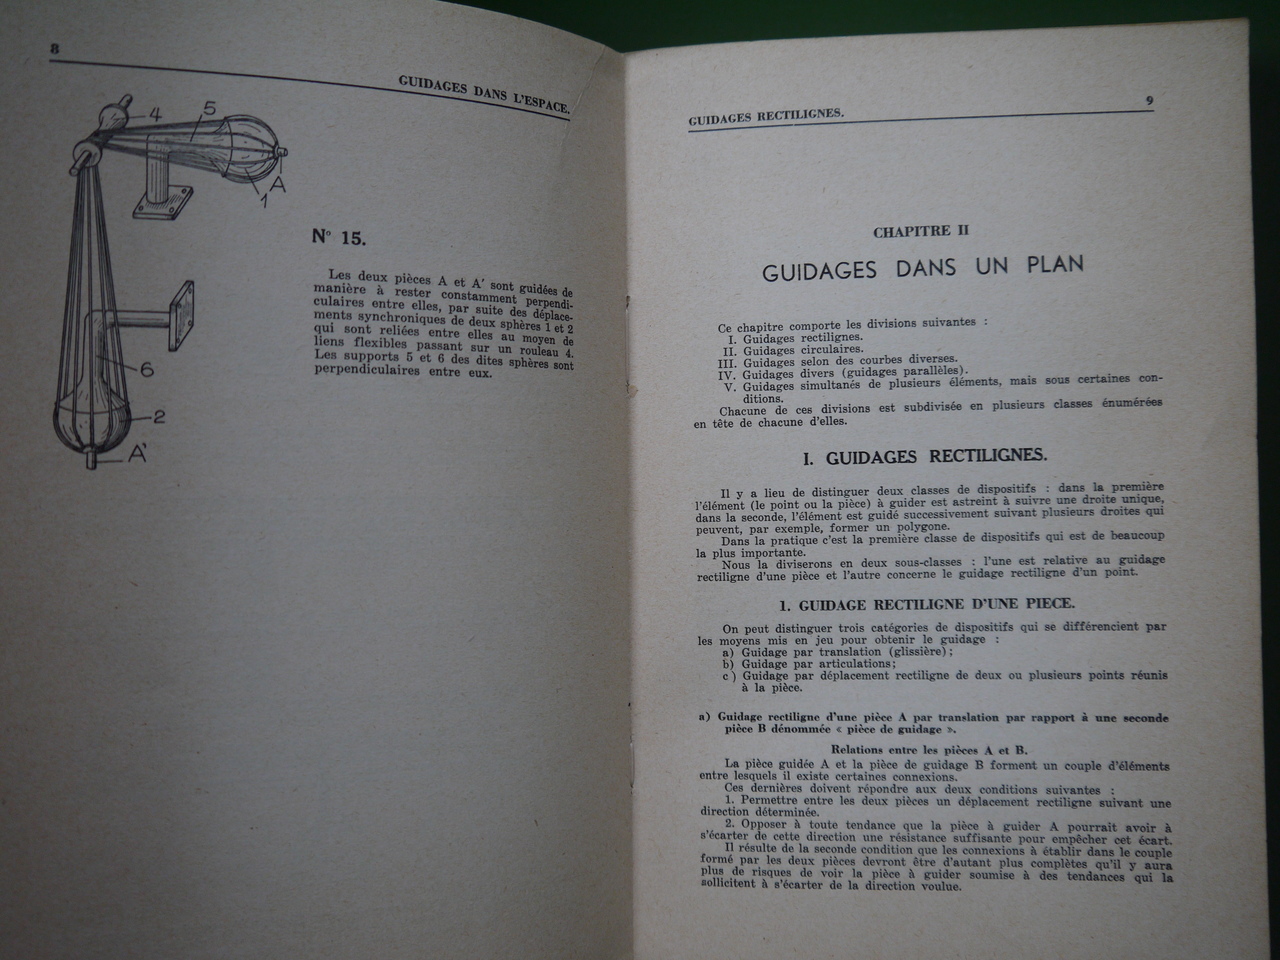 8
GUIDAGES DANS L'ESPACE.
4
5
A
1
6
2
A'
N° 15.
Les deux pièces A et A' sont guidées de
manière à rester constamment perpendi-
culaires entre elles, par suite des déplace-
ments synchroniques de deux sphères 1 et 2
qui sont reliées entre elles au moyen de
liens flexibles passant sur un rouleau 4.
Les supports 5 et 6 des dites sphères sont
perpendiculaires entre eux.
GUIDAGES RECTILIGNES.
9
CHAPITRE II
GUIDAGES DANS UN PLAN
Ce chapitre comporte les divisions suivantes :
I. Guidages rectilignes.
II. Guidages circulaires.
III. Guidages selon des courbes diverses.
IV. Guidages divers (guidages parallèles).
V. Guidages simultanés de plusieurs éléments, mais sous certaines con-
ditions.
Chacune de ces divisions est subdivisée en plusieurs classes énumérées
en tête de chacune d'elles.
I. GUIDAGES RECTILIGNES.
Il y a lieu de distinguer deux classes de dispositifs : dans la première
l'élément (le point ou la pièce) à guider est astreint à suivre une droite unique,
dans la seconde, l'élément est guidé successivement suivant plusieurs droites qui
peuvent, par exemple, former un polygone.
Dans la pratique c'est la première classe de dispositifs qui est de beaucoup
la plus importante.
Nous la diviserons en deux sous-classes : l'une est relative au guidage
rectiligne d'une pièce et l'autre concerne le guidage rectiligne d'un point.
1. GUIDAGE RECTILIGNE D'UNE PIECE.
On peut distinguer trois catégories de dispositifs qui se différencient par
les moyens mis en jeu pour obtenir le guidage :
a) Guidage par translation (glissière);
b) Guidage par articulations;
c) Guidage par déplacement rectiligne de deux ou plusieurs points réunis
à la pièce.
a) Guidage rectiligne d'une pièce A par translation par rapport à une seconde
pièce B dénommée « pièce de guidage ».
Relations entre les pièces A et B.
La pièce guidée A et la pièce de guidage B forment un couple d'éléments
entre lesquels il existe certaines connexions.
Ces dernières doivent répondre aux deux conditions suivantes :
1. Permettre entre les deux pièces un déplacement rectiligne suivant une
direction déterminée.
2. Opposer à toute tendance que la pièce à guider A pourrait avoir à
s'écarter de cette direction une résistance suffisante pour empêcher cet écart.
Il résulte de la seconde condition que les connexions à établir dans le couple
formé par les deux pièces devront être d'autant plus complètes qu'il y aura
plus de risques de voir la pièce à guider soumise à des tendances qui la
sollicitent à s'écarter de la direction voulue.